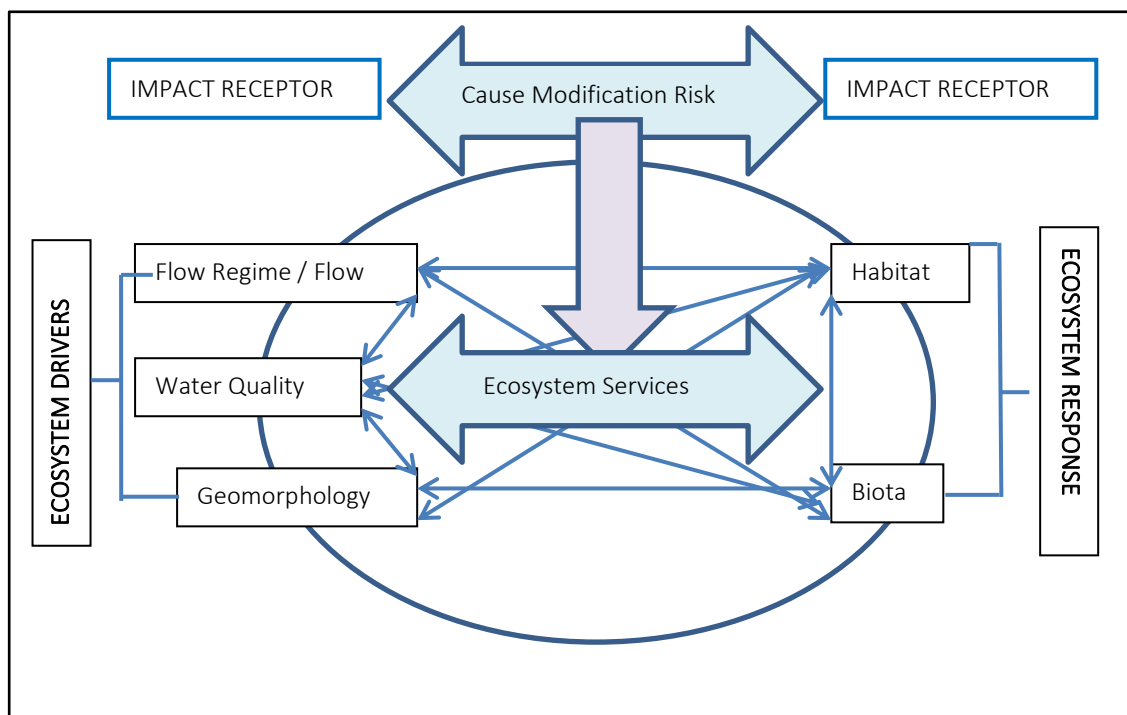 IMPACT RECEPTOR
Cause Modification Risk
IMPACT RECEPTOR
ECOSYSTEM DRIVERS
Flow Regime / Flow
Water Quality
Geomorphology
Ecosystem Services
Habitat
Biota
ECOSYSTEM RESPONSE